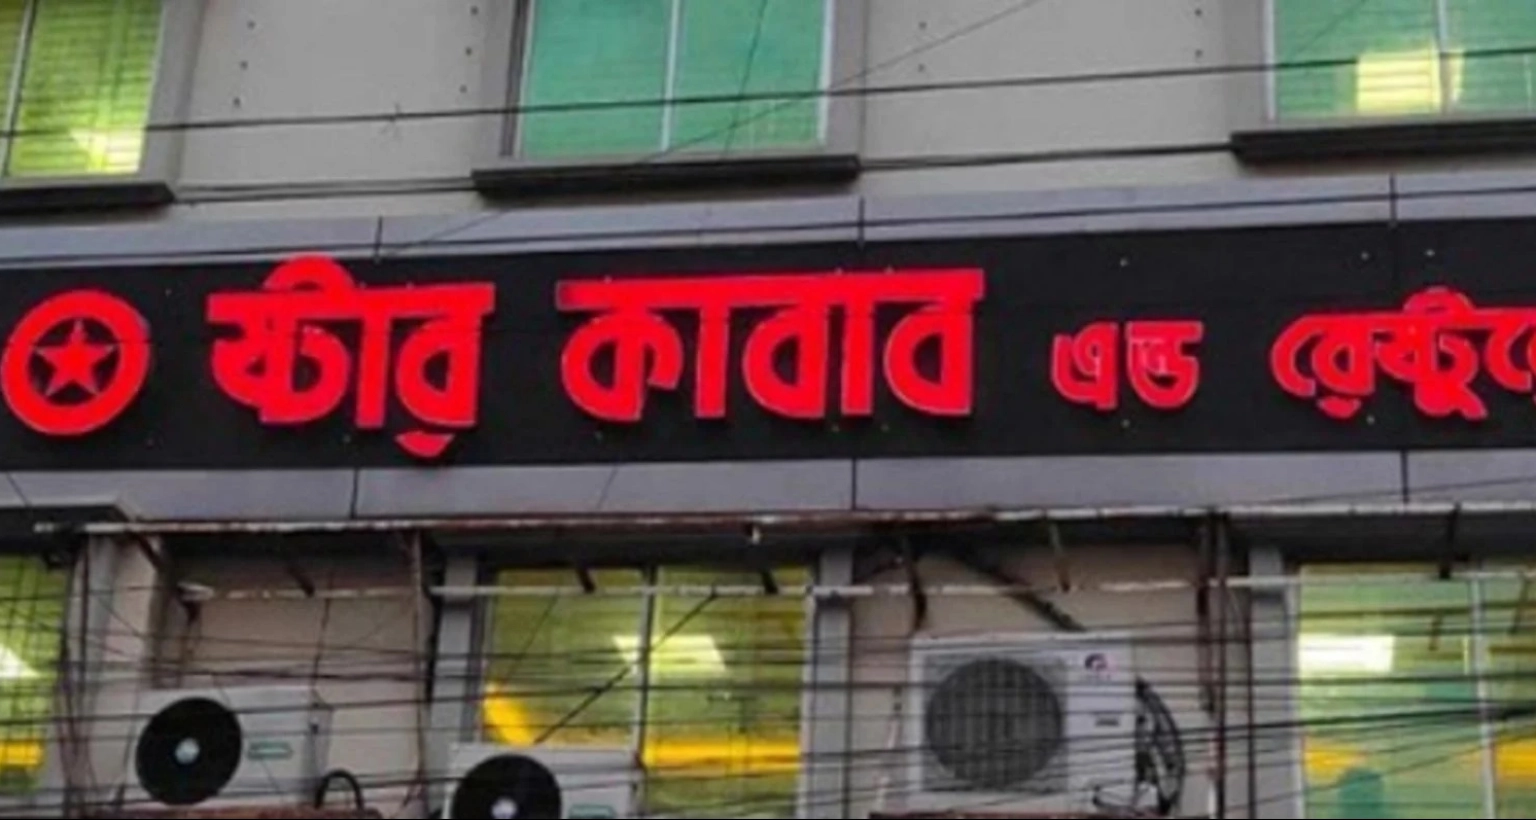 ষ্টার কাবাব এন্ড রেষ্টুরে